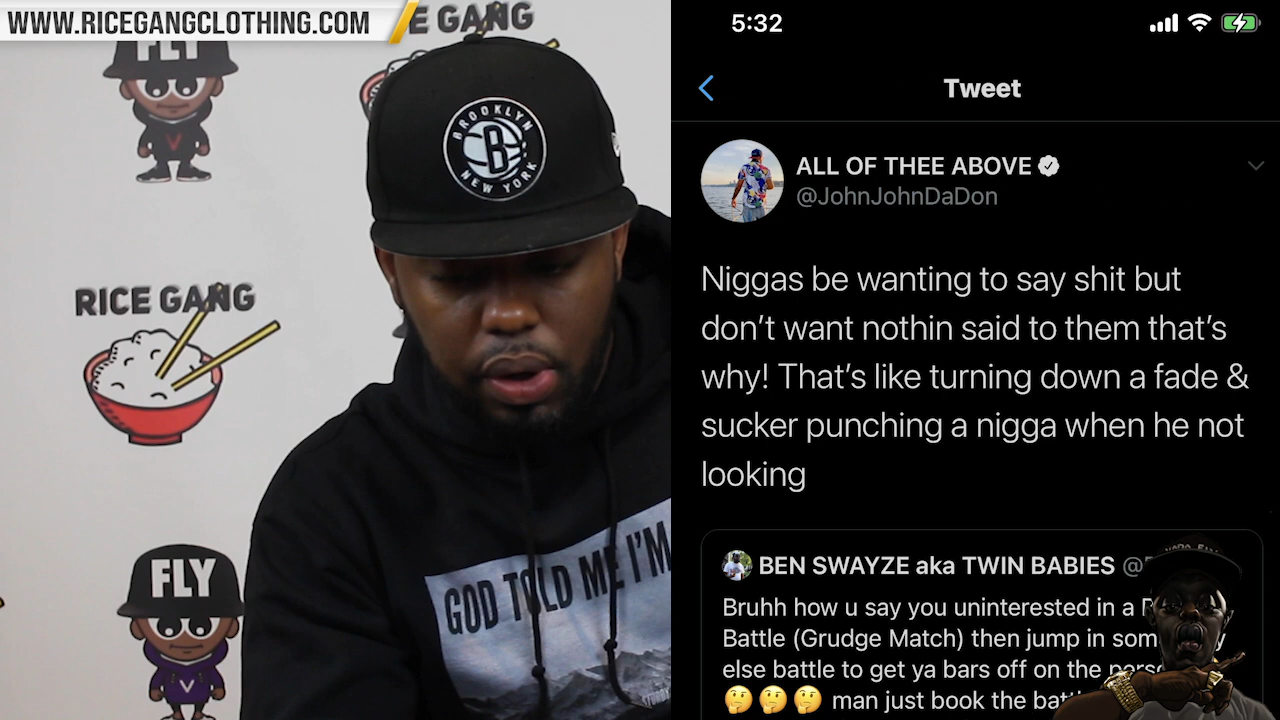 WWW.RICEGANGCLOTHING.COM
E GANG
FLY
BROOKLYN
B
NEW YORK
RICE GANG
FLY
V
GOD TOLD ME I'M
5:32
Tweet
ALL OF THEE ABOVE
@JohnJohnDaDon
Niggas be wanting to say shit but
don't want nothin said to them that's
why! That's like turning down a fade &
sucker punching a nigga when he not
looking
BEN SWAYZE aka TWIN BABIES @
Bruhh how u say you uninterested in a
Battle (Grudge Match) then jump in
else battle to get ya bars off on the
🤔🤔🤔 man just book the